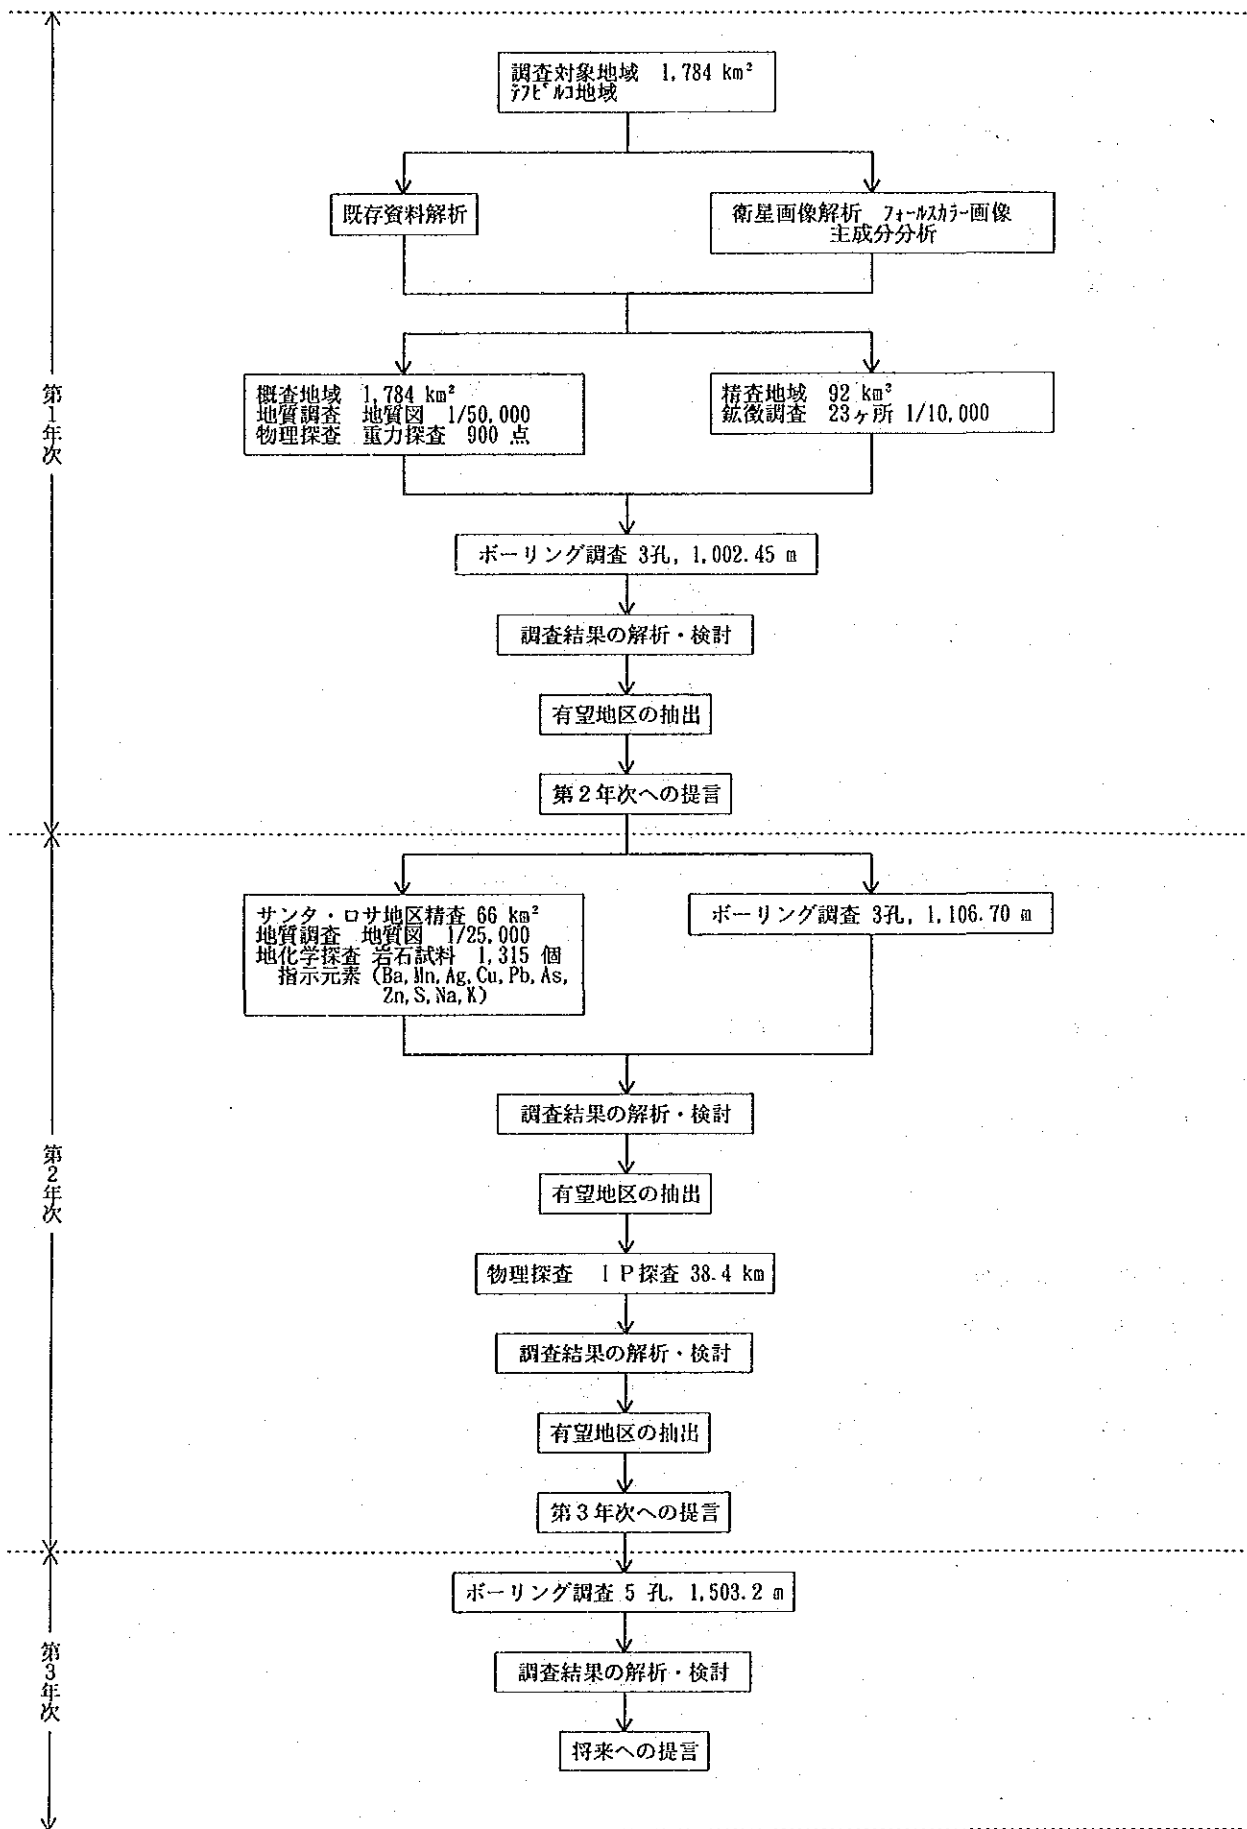 調査対象地域 1,784 km²
テフピルコ地域
既存資料解析
衛星画像解析 フォールスカラー画像
主成分分析
第1年次
概査地域 1,784 km²
地質調査 地質図 1/50,000
物理探査 重力探査 900 点
精査地域 92 km²
鉱徴調査 23ヶ所 1/10,000
ボーリング調査 3孔, 1,002.45 m
調査結果の解析・検討
有望地区の抽出
第2年次への提言
サンタ・ロサ地区精査 66 km²
地質調査 地質図 1/25,000
地化学探査 岩石試料 1,315 個
指示元素 (Ba, Mn, Ag, Cu, Pb, As,
Zn, S, Na, K)
ボーリング調査 3孔, 1,106.70 m
調査結果の解析・検討
第2年次
有望地区の抽出
物理探査 IP探査 38.4 km
調査結果の解析・検討
有望地区の抽出
第3年次への提言
ボーリング調査 5 孔, 1,503.2 m
第3年次
調査結果の解析・検討
将来への提言